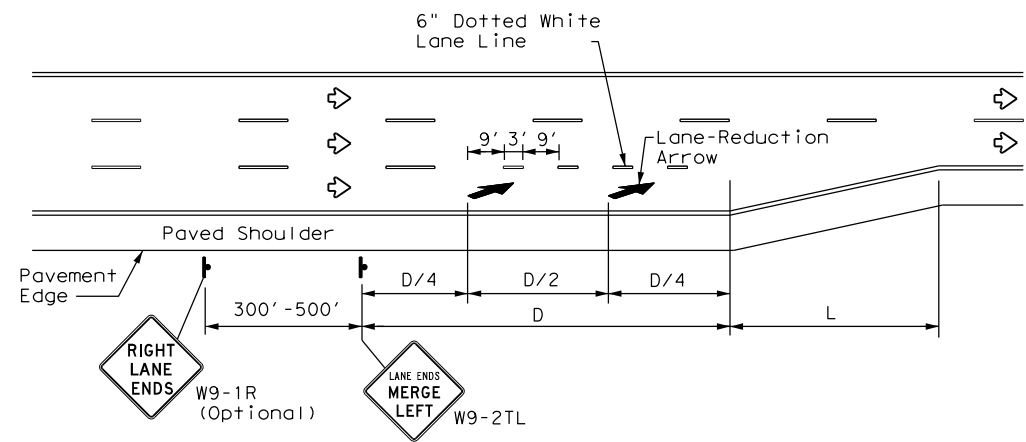 6" Dotted White
Lane Line
9' 3' 9'
Lane-Reduction
Arrow
Paved Shoulder
Pavement
Edge
D/4 D/2 D/4
300'-500' D L
RIGHT
LANE
ENDS
W9-1R
(Optional)
LANE ENDS
MERGE
LEFT
W9-2TL